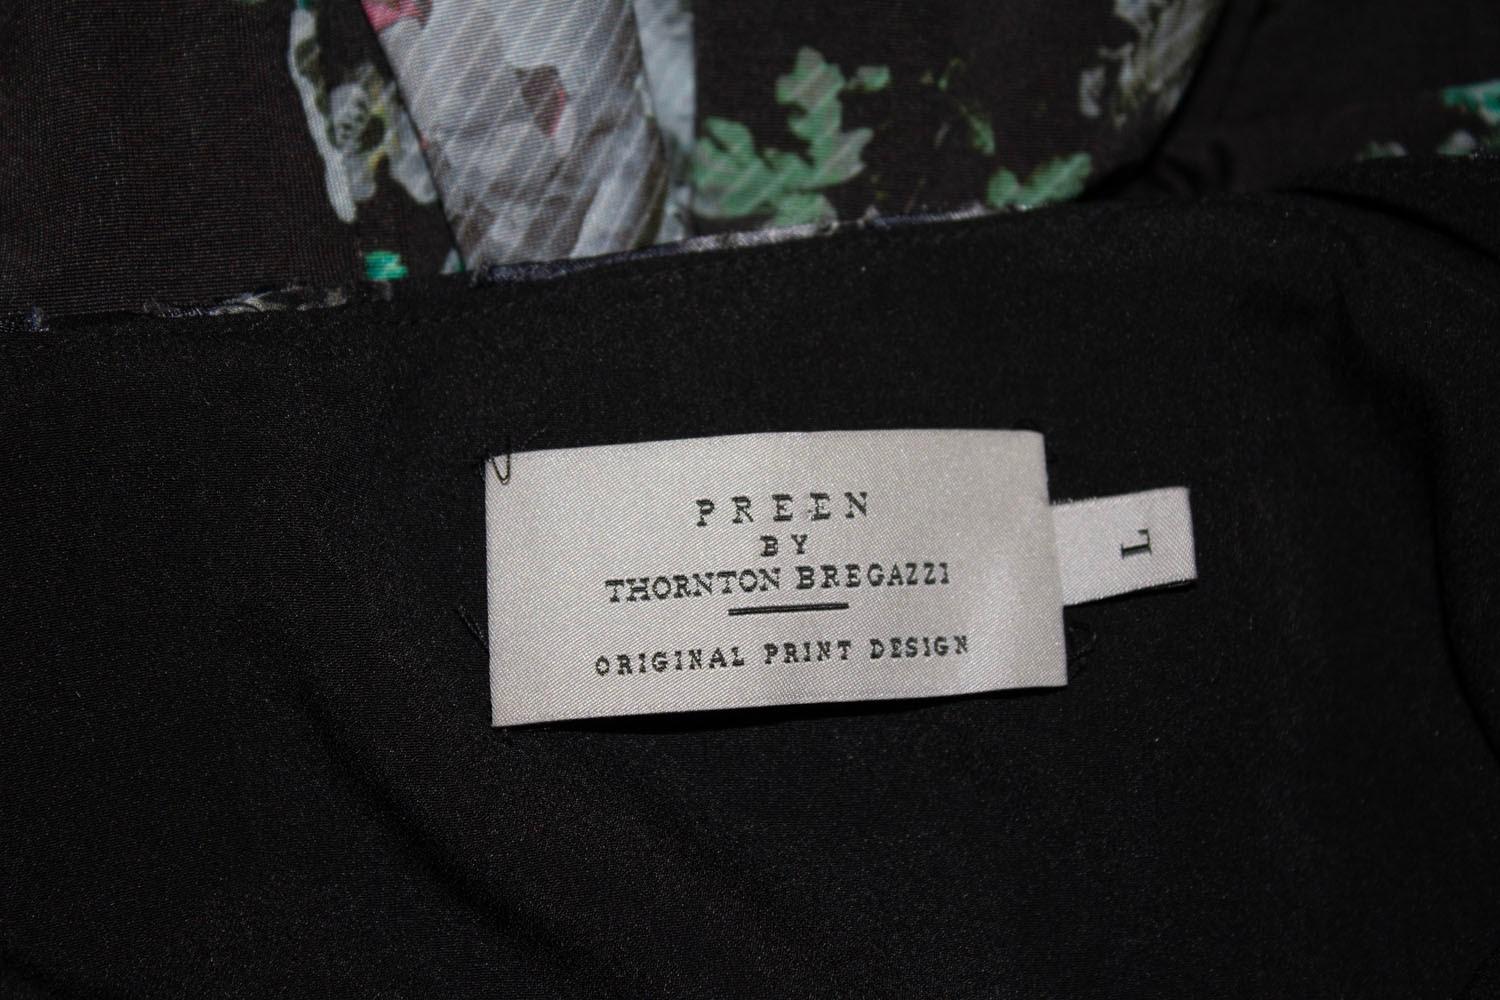 PREEN
BY
THORNTON BREGAZZI
ORIGINAL PRINT DESIGN
L